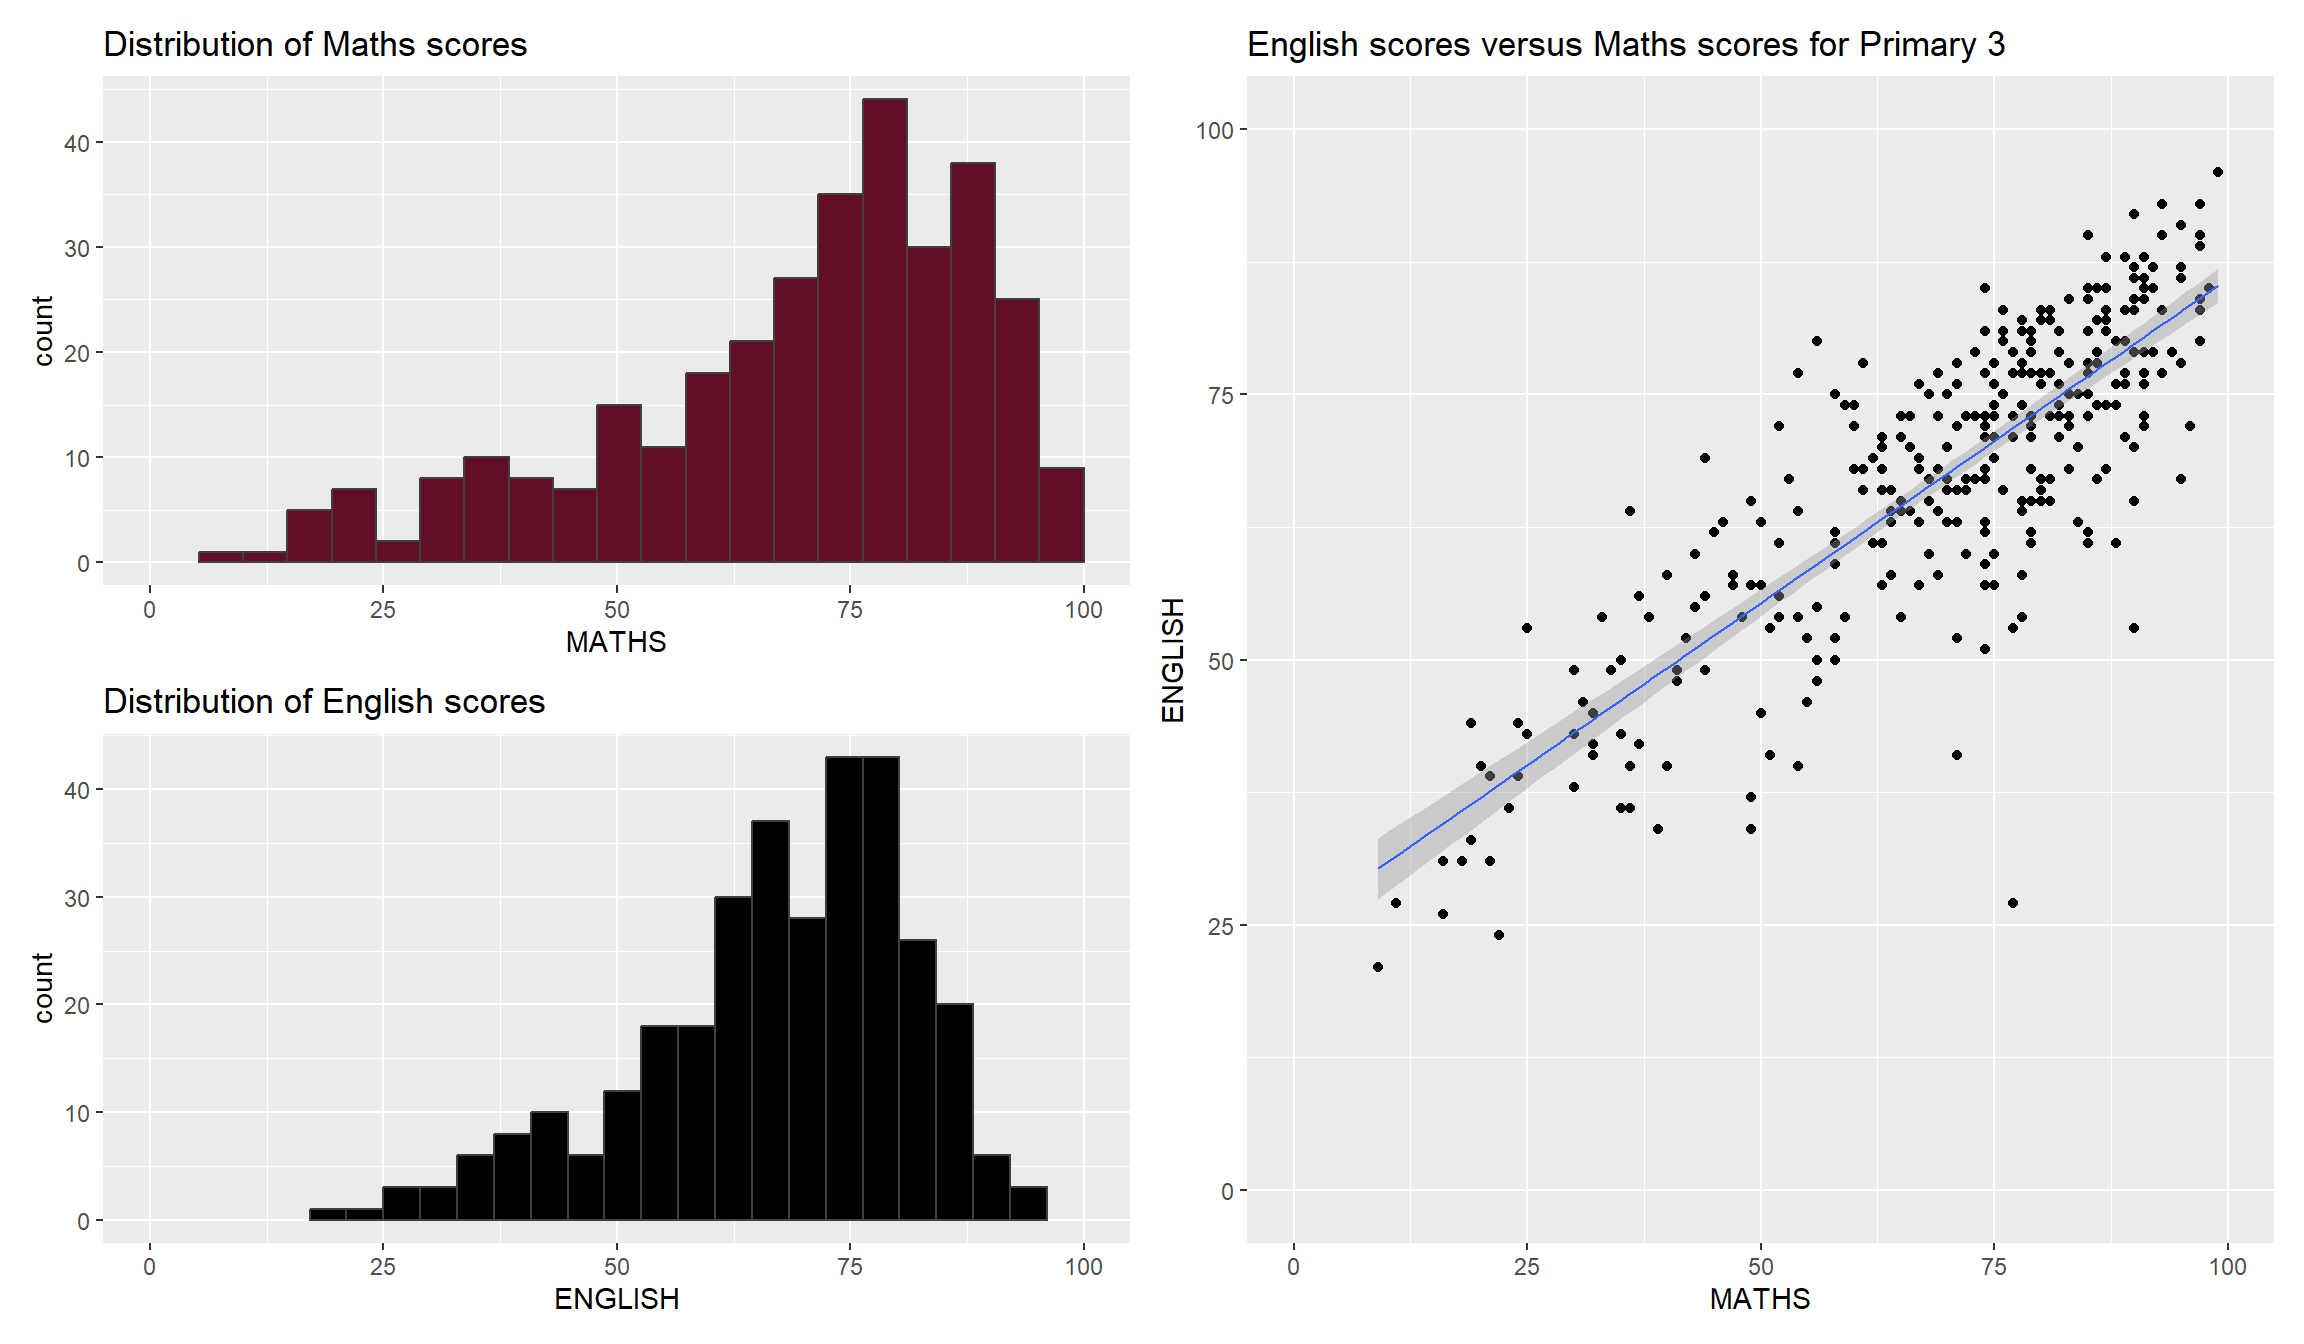 Distribution of Maths scores
count
40
30
20
10
0
0 25 50 75 100
MATHS
Distribution of English scores
count
40
30
20
10
0
0 25 50 75 100
ENGLISH
English scores versus Maths scores for Primary 3
ENGLISH
100
75
50
25
0
0 25 50 75 100
MATHS